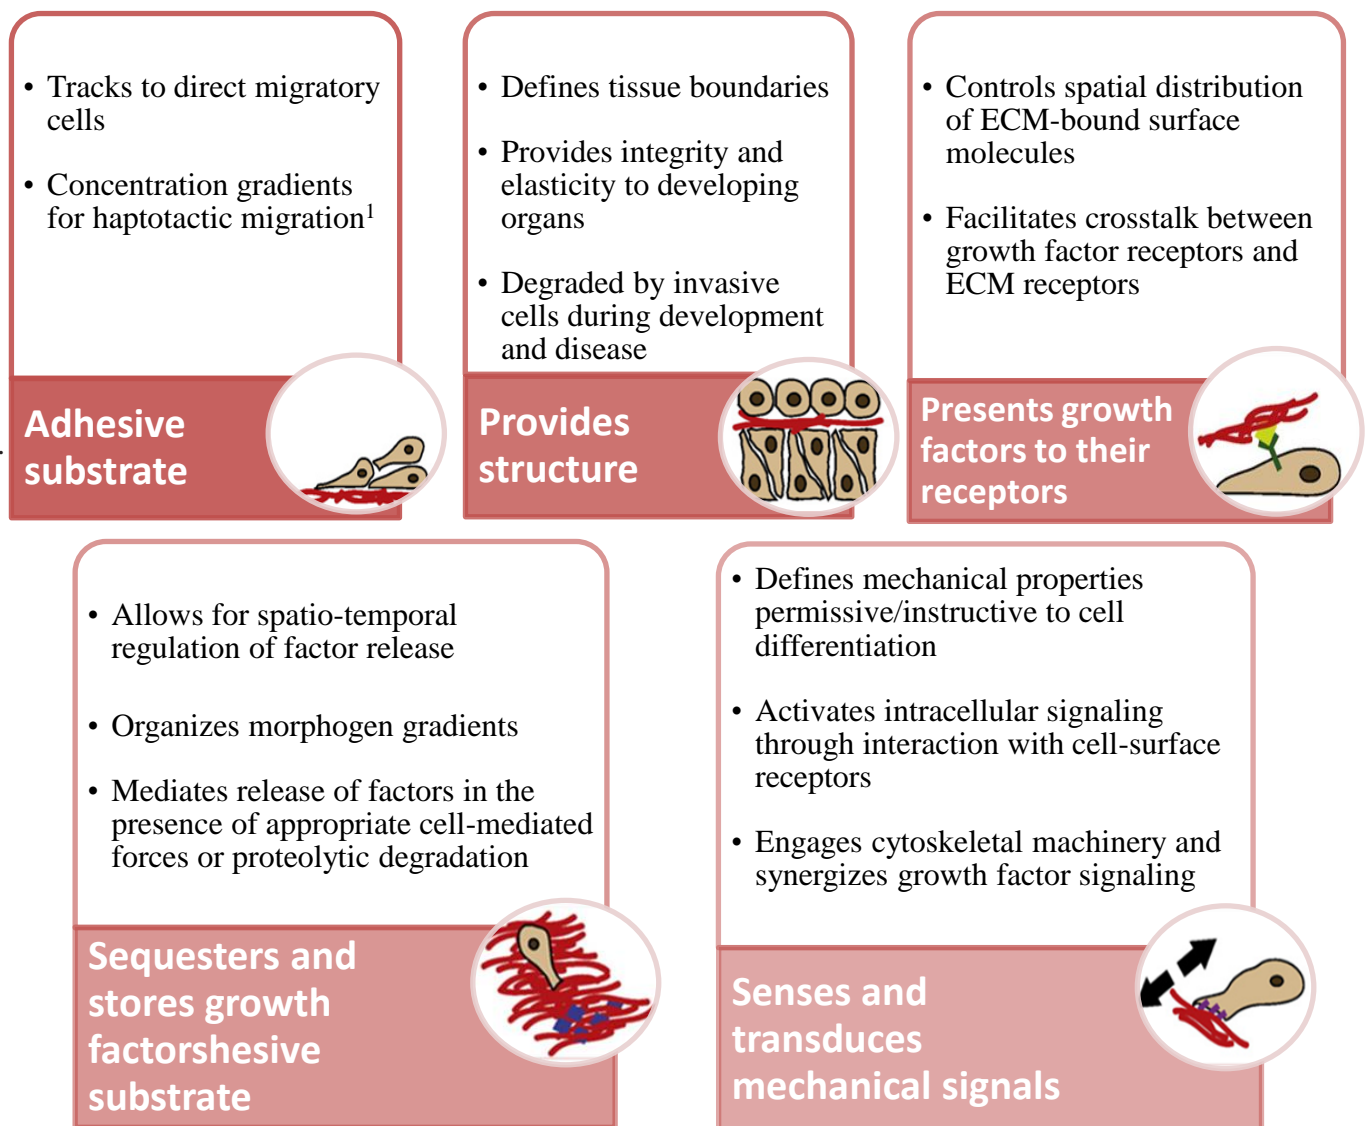 • Tracks to direct migratory
cells
• Concentration gradients
for haptotactic migration¹
Adhesive
substrate
• Defines tissue boundaries
• Provides integrity and
elasticity to developing
organs
• Degraded by invasive
cells during development
and disease
Provides
structure
• Controls spatial distribution
of ECM-bound surface
molecules
• Facilitates crosstalk between
growth factor receptors and
ECM receptors
Presents growth
factors to their
receptors
• Allows for spatio-temporal
regulation of factor release
• Organizes morphogen gradients
• Mediates release of factors in the
presence of appropriate cell-mediated
forces or proteolytic degradation
Sequesters and
stores growth
factorshesive
substrate
• Defines mechanical properties
permissive/instructive to cell
differentiation
• Activates intracellular signaling
through interaction with cell-surface
receptors
• Engages cytoskeletal machinery and
synergizes growth factor signaling
Senses and
transduces
mechanical signals